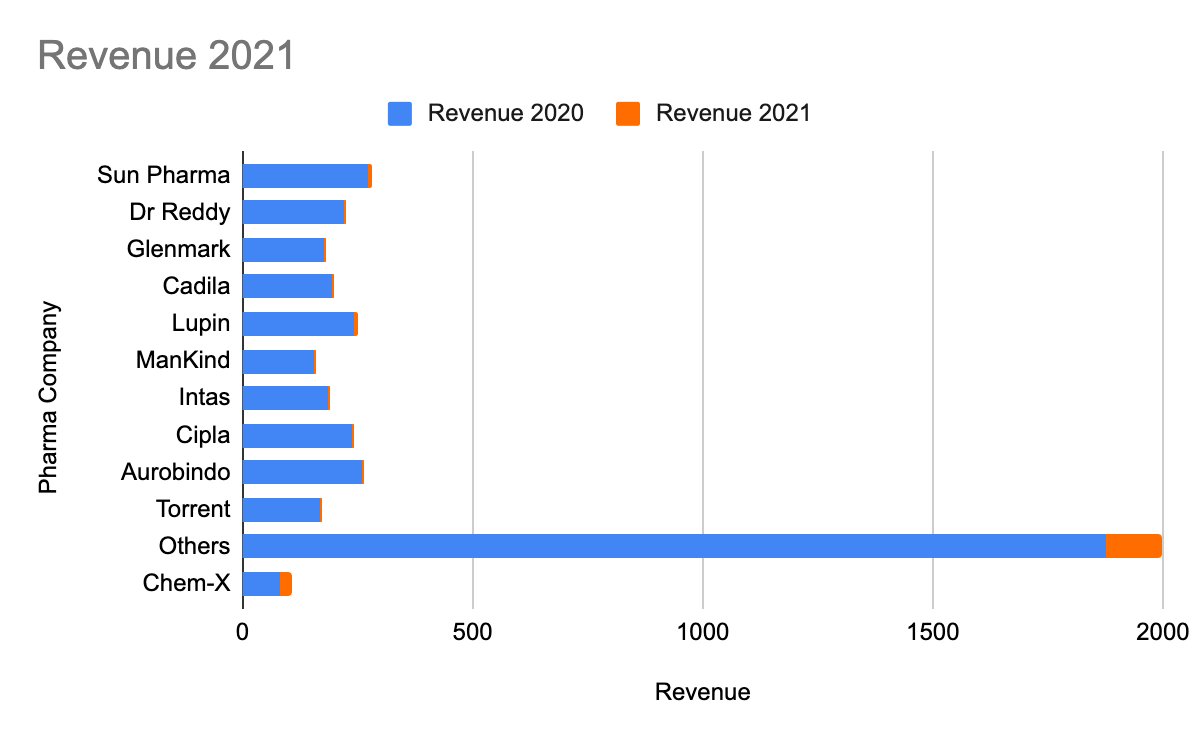 Revenue 2021
Revenue 2020
Revenue 2021
Pharma Company
Sun Pharma
Dr Reddy
Glenmark
Cadila
Lupin
ManKind
Intas
Cipla
Aurobindo
Torrent
Others
Chem-X
0
500
1000
1500
2000
Revenue